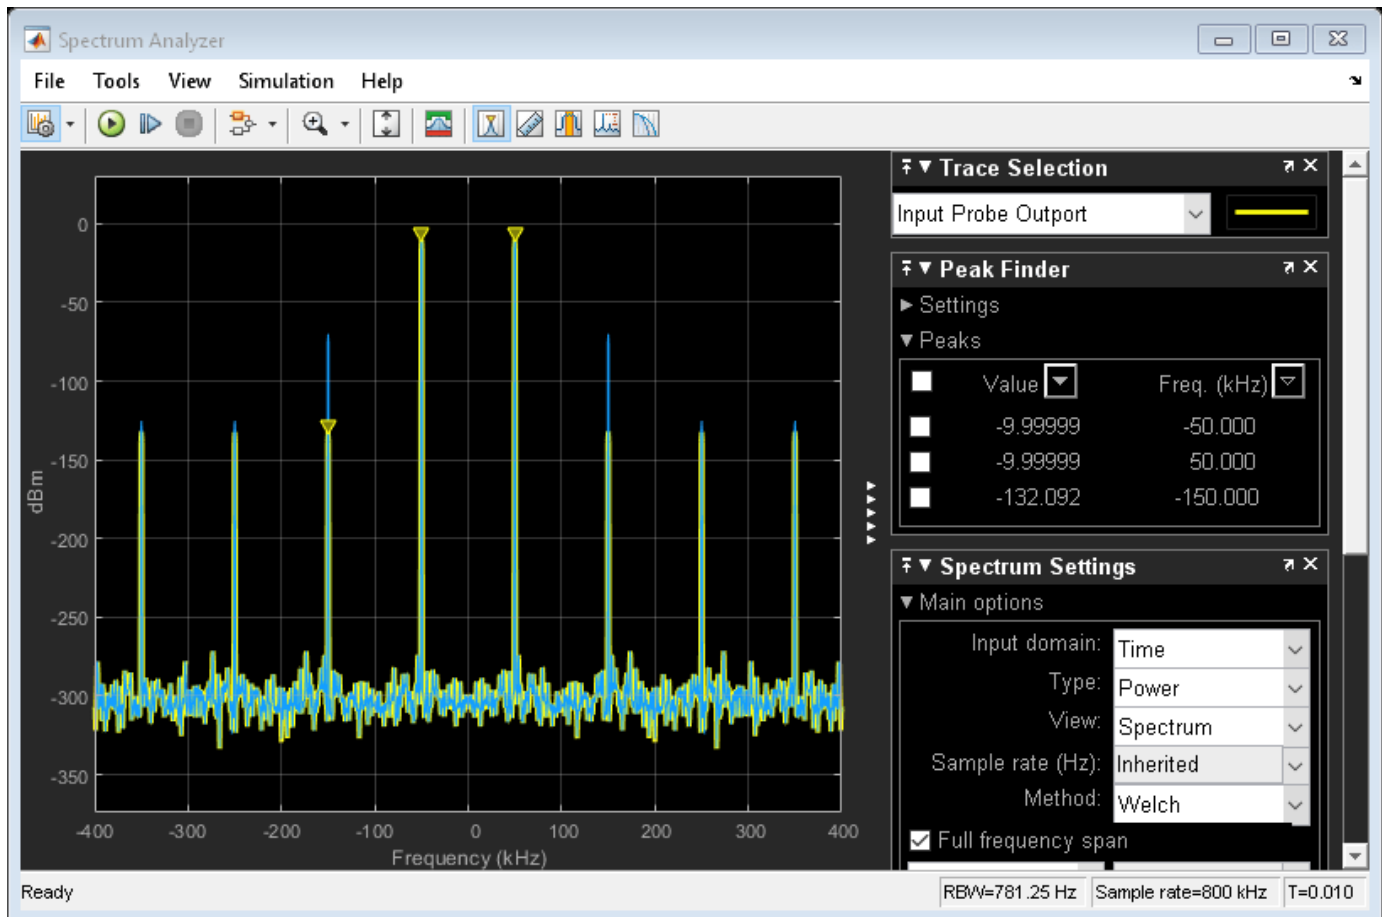 Spectrum Analyzer
File Tools View Simulation Help
0
-50
-100
-150
-200
-250
-300
-350
dBm
-400 -300 -200 -100 0 100 200 300 400
Frequency (kHz)
Trace Selection
Input Probe Outport
Peak Finder
Settings
Peaks
Value Freq. (kHz)
-9.99999 -50.000
-9.99999 50.000
-132.092 -150.000
Spectrum Settings
Main options
Input domain: Time
Type: Power
View: Spectrum
Sample rate (Hz): Inherited
Method: Welch
Full frequency span
Ready RBW=781.25 Hz Sample rate=800 kHz T=0.010